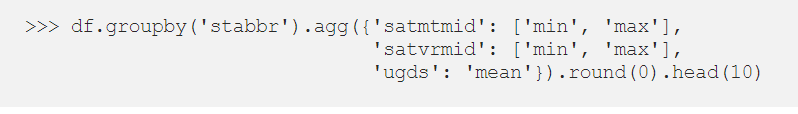 >>> df.groupby('stabbr').agg({'satmtmid': ['min', 'max'],
                              'satvrmid': ['min', 'max'],
                              'ugds': 'mean'}).round(0).head(10)